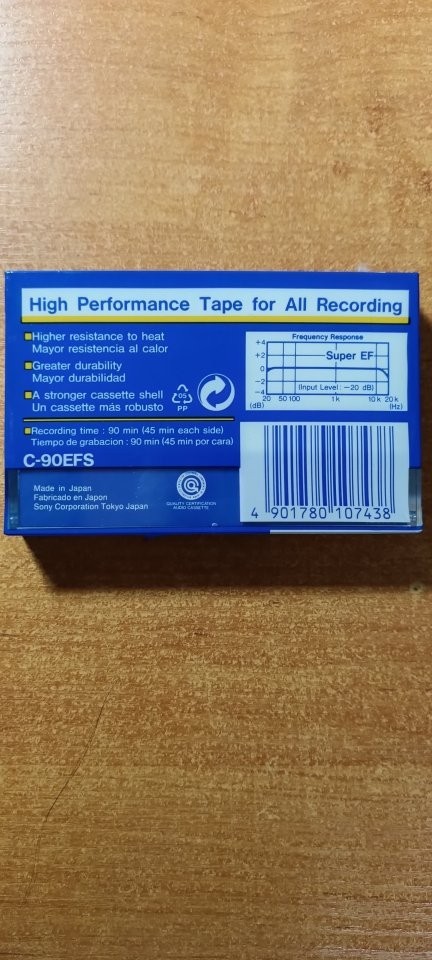 High Performance Tape for All Recording
Higher resistance to heat
Mayor resistencia al calor
Greater durability
Mayor durabilidad
A stronger cassette shell
Un cassette más robusto
05
PP
Frequency Response
+4
+2
0
−2
−4
(dB)
Super EF
(Input Level: −20 dB)
20 50 100 1k 10k 20k
(Hz)
Recording time : 90 min (45 min each side)
Tiempo de grabacion : 90 min (45 min por cara)
C-90EFS
Made in Japan
Fabricado en Japon
Sony Corporation Tokyo Japan
QUALITY CERTIFICATION
AUDIO CASSETTE
4 901780 107438